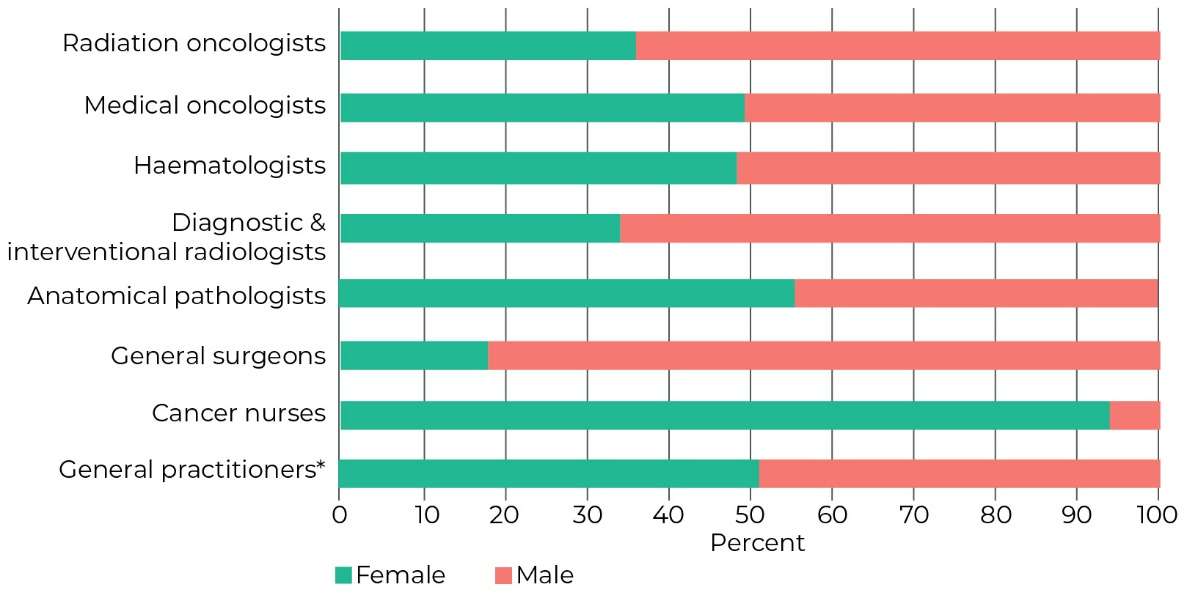 Radiation oncologists
Medical oncologists
Haematologists
Diagnostic &
interventional radiologists
Anatomical pathologists
General surgeons
Cancer nurses
General practitioners*
0 10 20 30 40 50 60 70 80 90 100
Percent
Female Male